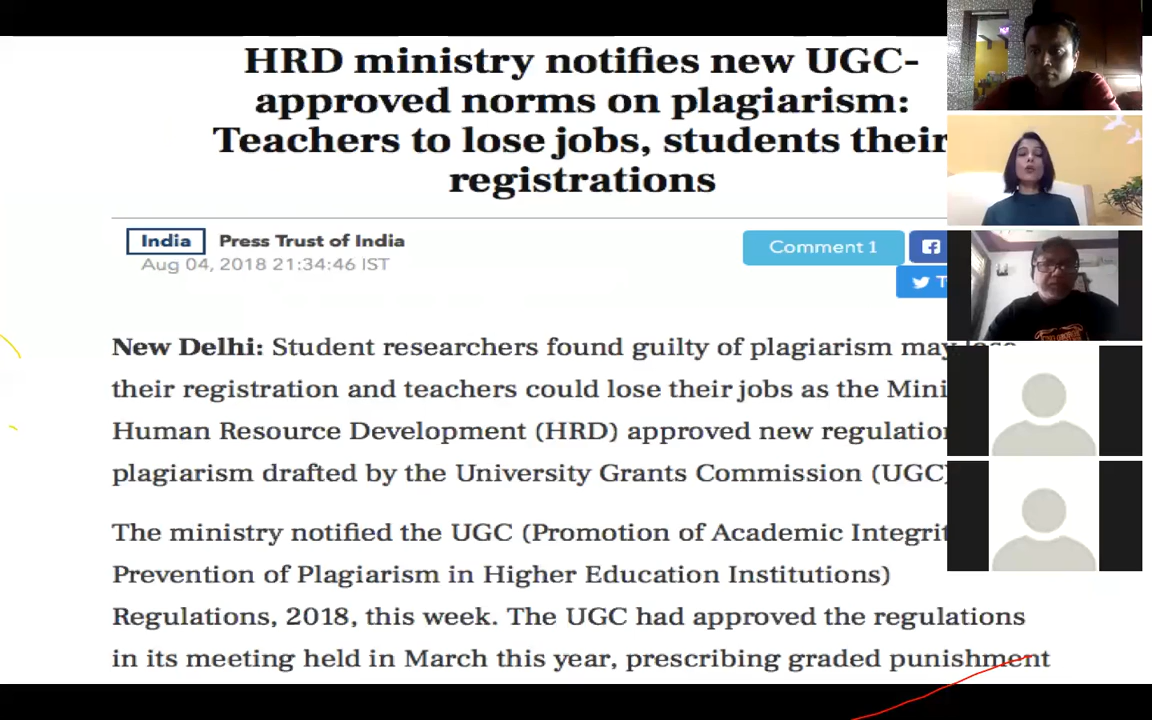 HRD ministry notifies new UGC-
approved norms on plagiarism:
Teachers to lose jobs, students their
registrations
India Press Trust of India
Aug 04, 2018 21:34:46 IST
Comment 1
New Delhi: Student researchers found guilty of plagiarism may lose
their registration and teachers could lose their jobs as the
Human Resource Development (HRD) approved new
plagiarism drafted by the University Grants Commission (UGC)
The ministry notified the UGC (Promotion of Academic
Prevention of Plagiarism in Higher Education Institutions)
Regulations, 2018, this week. The UGC had approved the regulations
in its meeting held in March this year, prescribing graded punishment